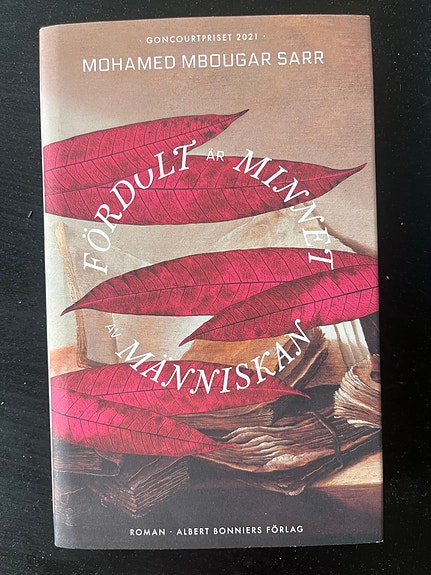 · GONCOURTPRISET 2021 ·
MOHAMED MBOUGAR SARR
FÖRDOLT ÄR MINNET
AV MÄNNISKAN
ROMAN · ALBERT BONNIERS FÖRLAG